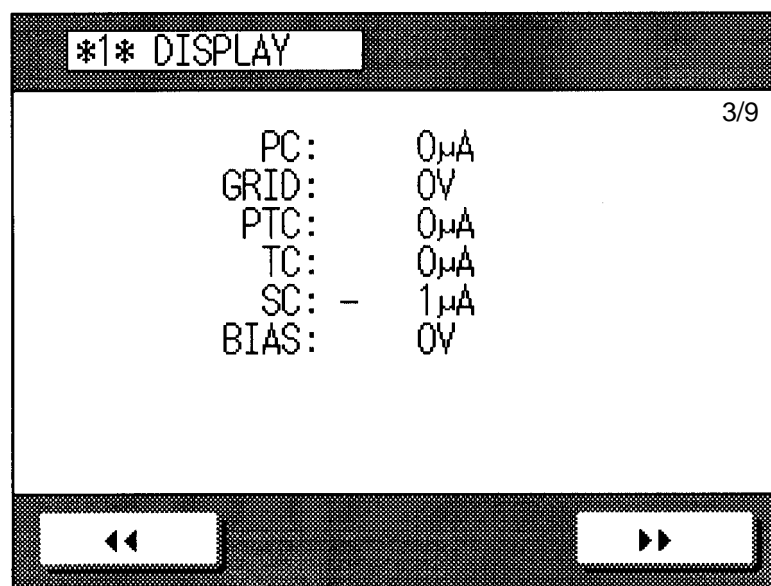 *1* DISPLAY
3/9
PC: 0µA
GRID: 0V
PTC: 0µA
TC: 0µA
SC: - 1µA
BIAS: 0V